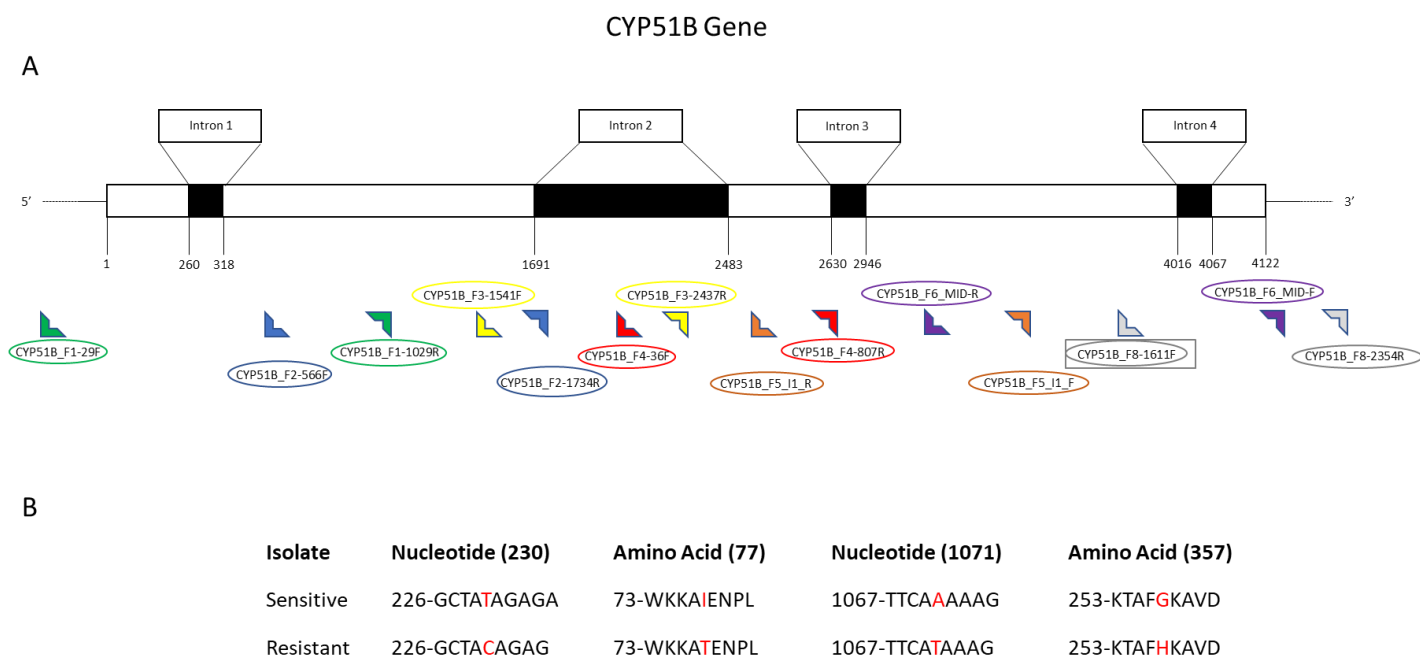 CYP51B Gene
A
Intron 1 Intron 2 Intron 3 Intron 4
5’ 3’
1 260 318 1691 2483 2630 2946 4016 4067 4122
CYP51B_F3-1541F CYP51B_F3-2437R CYP51B_F6_MID-R CYP51B_F6_MID-F
CYP51B_F1-29F CYP51B_F1-1029R CYP51B_F4-36F CYP51B_F4-807R CYP51B_F8-1611F CYP51B_F8-2354R
CYP51B_F2-566F CYP51B_F2-1734R CYP51B_F5_I1_R CYP51B_F5_I1_F
B
Isolate Nucleotide (230) Amino Acid (77) Nucleotide (1071) Amino Acid (357)
Sensitive 226-GCTATAGAGA 73-WKKAIENPL 1067-TTCAAAAAG 253-KTAFGKAVD
Resistant 226-GCTACAGAG 73-WKKATENPL 1067-TTCATAAAG 253-KTAFHKAVD